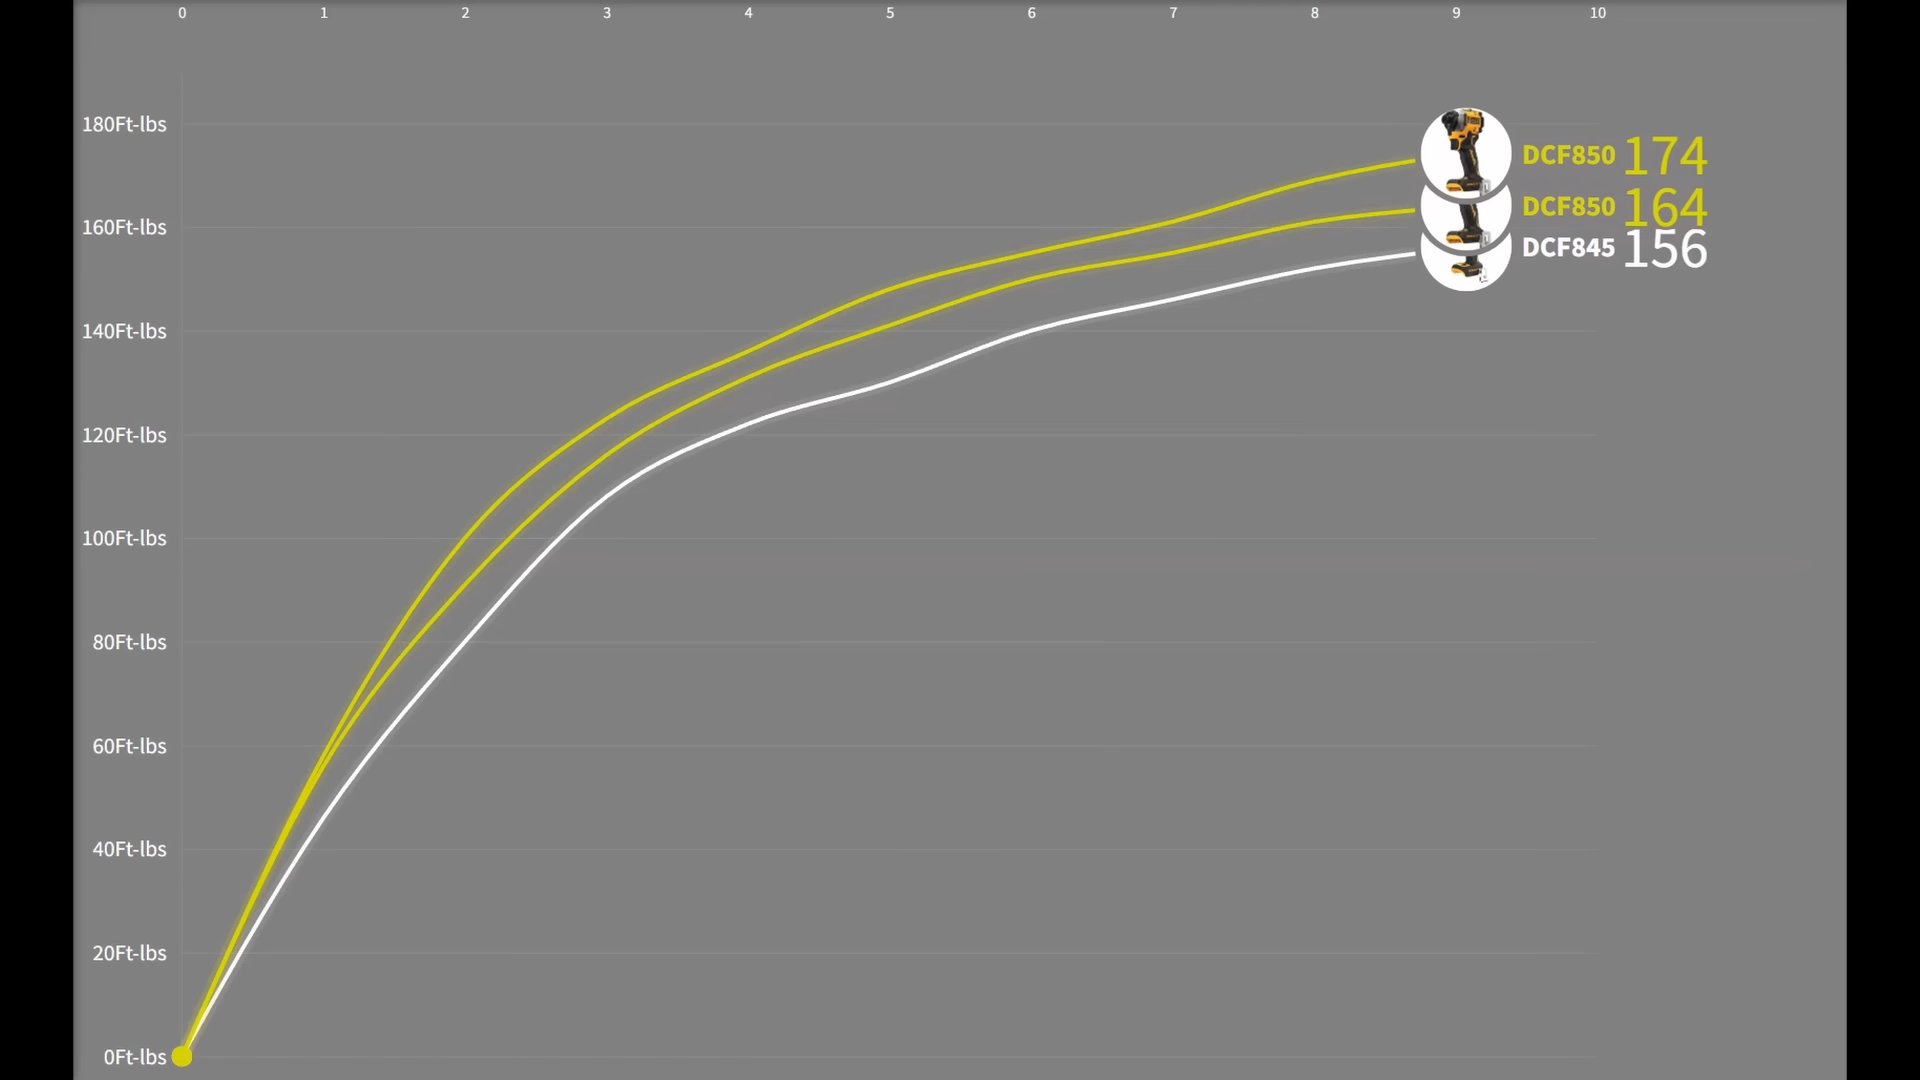 0 1 2 3 4 5 6 7 8 9 10
180Ft-lbs
DCF850 174
DCF850 164
160Ft-lbs
DCF845 156
140Ft-lbs
120Ft-lbs
100Ft-lbs
80Ft-lbs
60Ft-lbs
40Ft-lbs
20Ft-lbs
0Ft-lbs